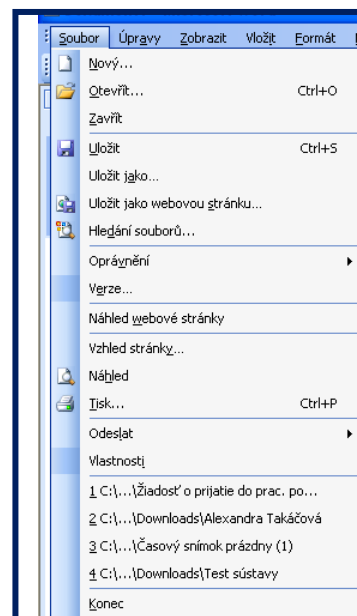 Soubor Úpravy Zobrazit Vložit Formát
Nový...
Otevřít... Ctrl+O
Zavřít
Uložit Ctrl+S
Uložit jako...
Uložit jako webovou stránku...
Hledání souborů...
Oprávnění
Verze...
Náhled webové stránky
Vzhled stránky...
Náhled
Tisk... Ctrl+P
Odeslat
Vlastnosti
1 C:\...\Žiadosť o prijatie do prac. po...
2 C:\...\Downloads\Alexandra Takáčová
3 C:\...\Časový snímok prázdny (1)
4 C:\...\Downloads\Test sústavy
Konec